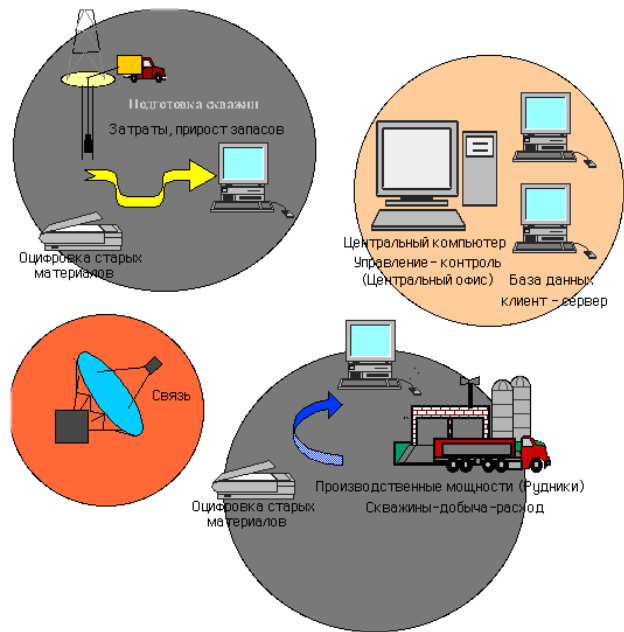 Подготовка скважин
Затраты, прирост запасов
Оцифровка старых
материалов
Центральный компьютер
Управление - контроль
(Центральный офис)
База данных
клиент - сервер
Связь
Производственные мощности (Рудники)
Скважины-добыча-расход
Оцифровка старых
материалов